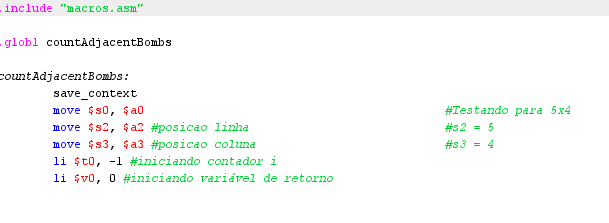 .include "macros.asm"
.globl countAdjacentBombs
countAdjacentBombs:
save_context
move $s0, $a0 #Testando para 5x4
move $s2, $a2 #posicao linha #s2 = 5
move $s3, $a3 #posicao coluna #s3 = 4
li $t0, -1 #iniciando contador i
li $v0, 0 #iniciando variável de retorno